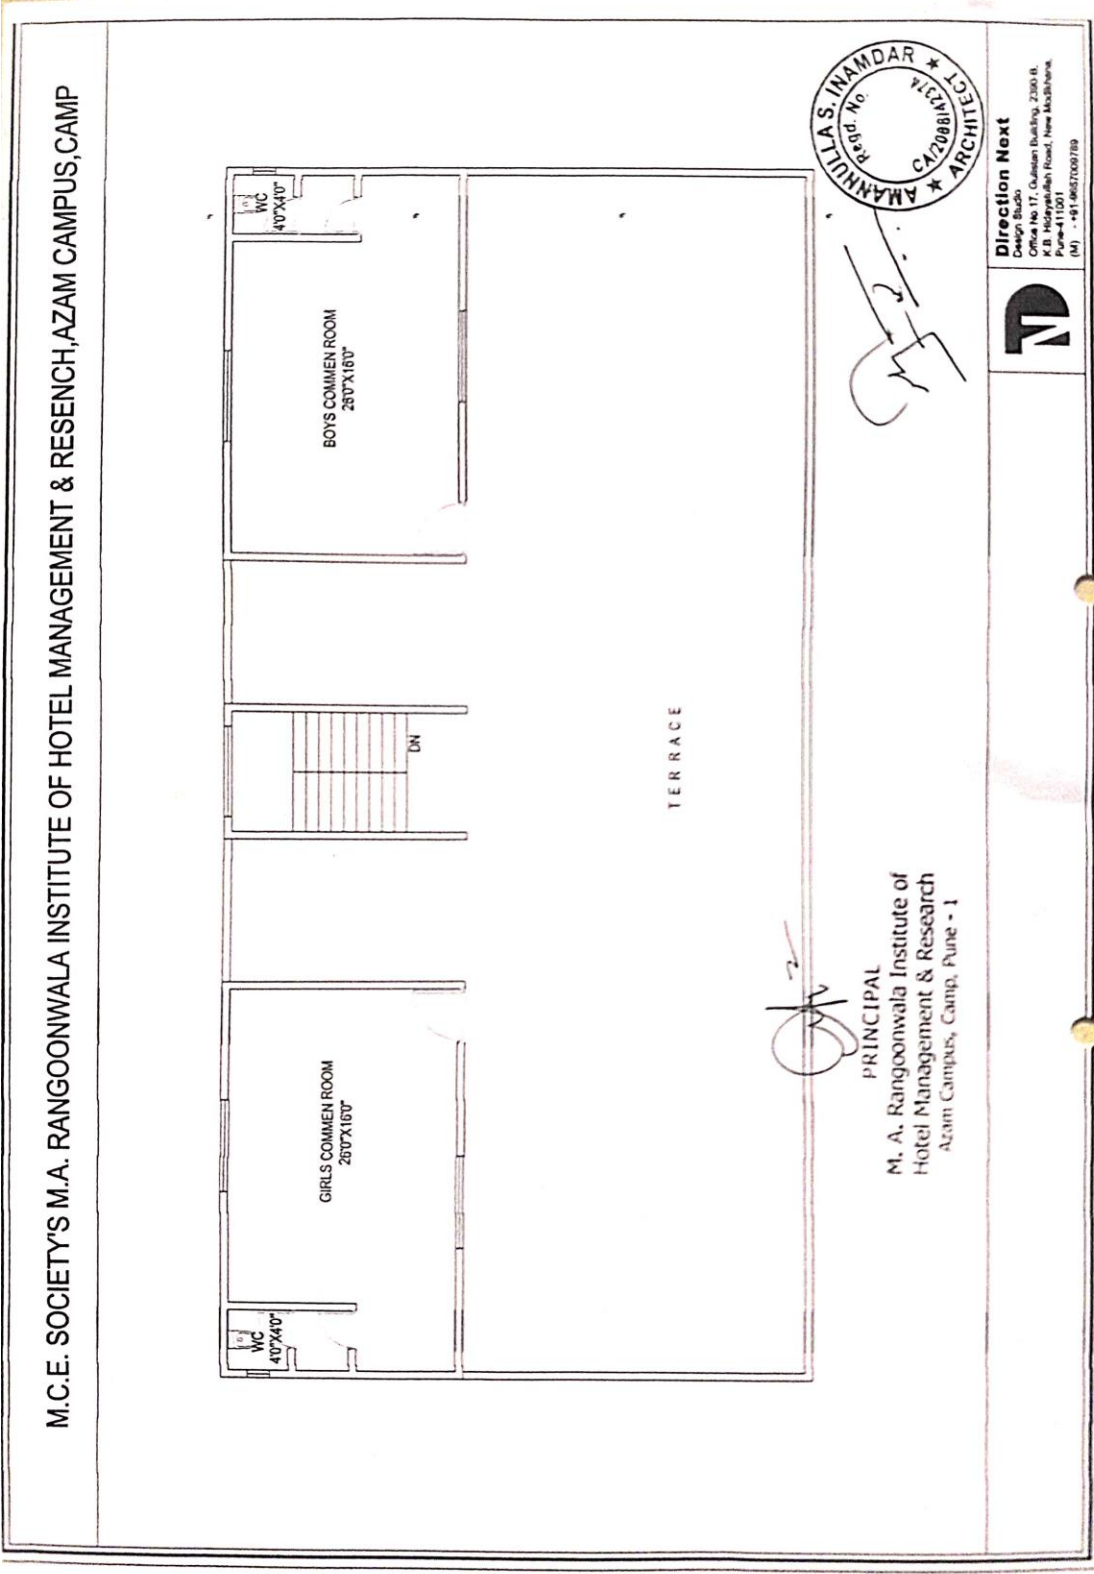 M.C.E. SOCIETY'S M.A. RANGOONWALA INSTITUTE OF HOTEL MANAGEMENT & RESENCH,AZAM CAMPUS,CAMP
WC
4'0"X4'0"
GIRLS COMMEN ROOM
26'0"X16'0"
DN
BOYS COMMEN ROOM
26'0"X16'0"
WC
4'0"X4'0"
TERRACE
PRINCIPAL
M. A. Rangoonwala Institute of
Hotel Management & Research
Azam Campus, Camp, Pune - 1
AMANNULLA S. INAMDAR
★ ARCHITECT ★
Regd. No.
Direction Next
Design Studio
Office No 17, Gulistan Building, 2390-B,
K.B. Hidayatullah Road, New Modikhana,
Pune-411001
(M) - +91-9657009789